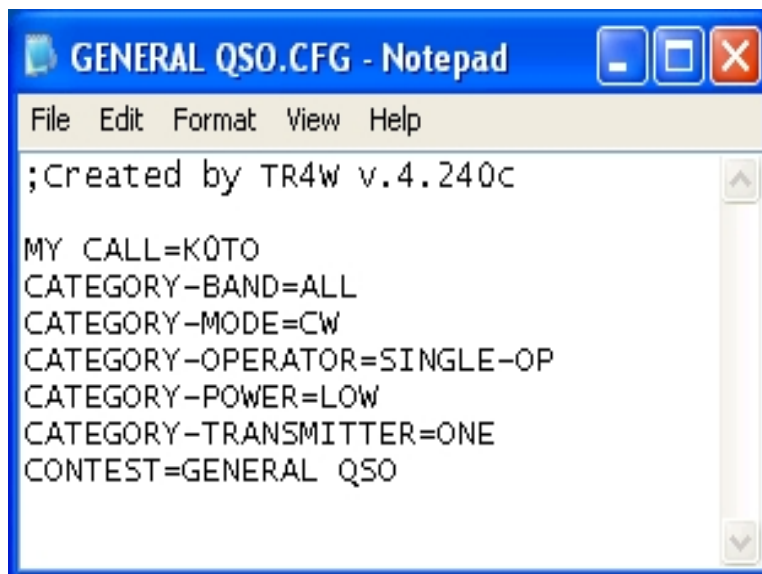 GENERAL QSO.CFG - Notepad
File Edit Format View Help
;Created by TR4W v.4.240c
MY CALL=K0TO
CATEGORY-BAND=ALL
CATEGORY-MODE=CW
CATEGORY-OPERATOR=SINGLE-OP
CATEGORY-POWER=LOW
CATEGORY-TRANSMITTER=ONE
CONTEST=GENERAL QSO